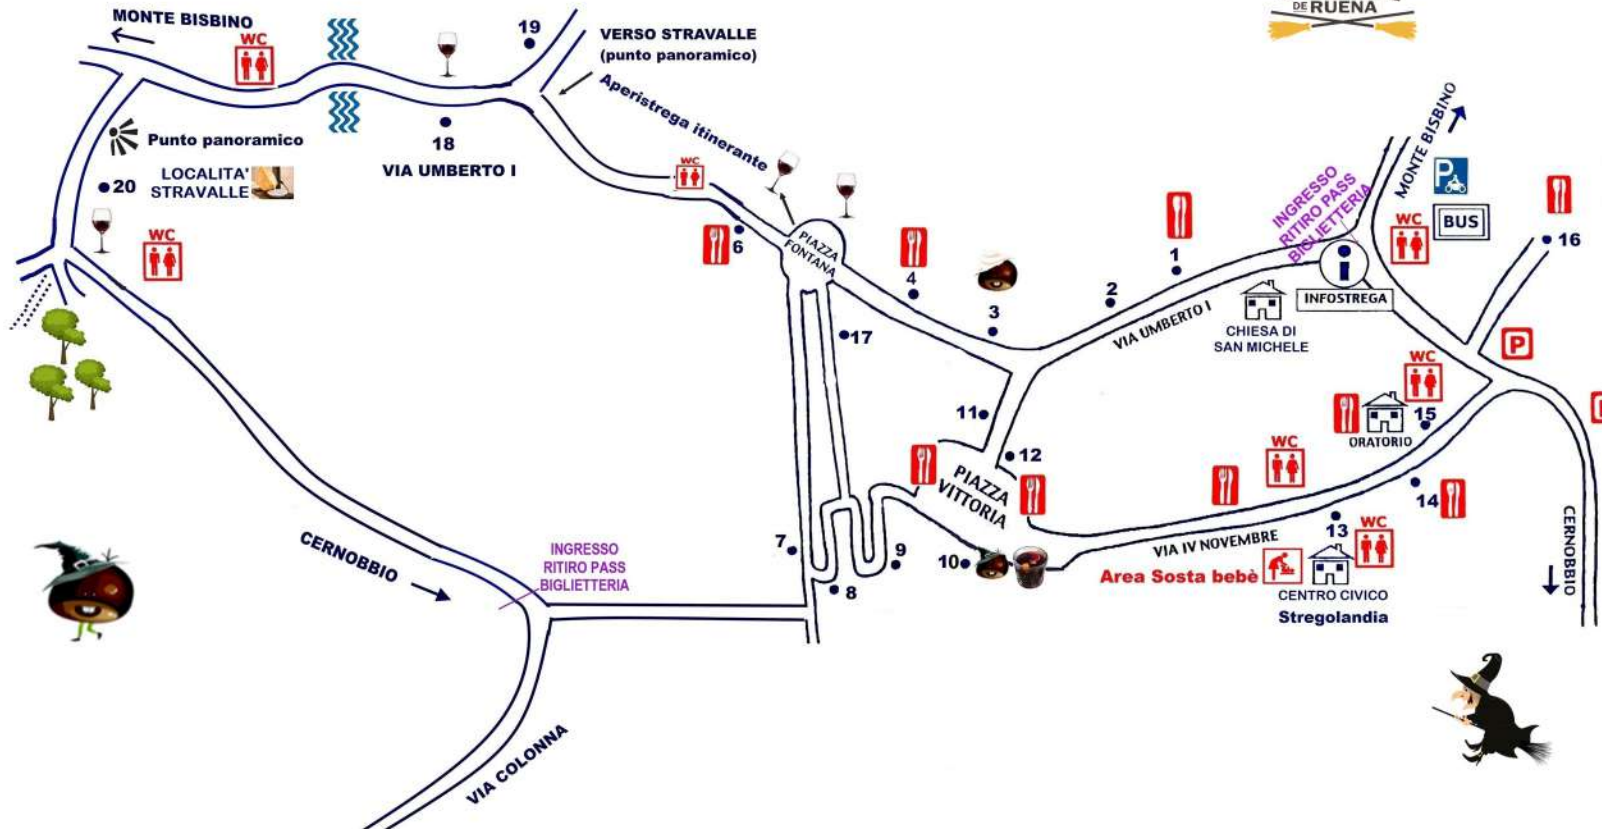 DE RUENA
MONTE BISBINO
WC
19
VERSO STRAVALLE
(punto panoramico)
Aperistrega itinerante
18
VIA UMBERTO I
Punto panoramico
LOCALITA'
STRAVALLE
20
WC
WC
6
PIAZZA
FONTANA
4
3
2
1
17
VIA UMBERTO I
INGRESSO
RITIRO PASS
BIGLIETTERIA
i
INFOSTREGA
CHIESA DI
SAN MICHELE
MONTE BISBINO
P
BUS
WC
16
P
WC
15
ORATORIO
11
12
PIAZZA
VITTORIA
WC
14
13
WC
VIA IV NOVEMBRE
Area Sosta bebè
CENTRO CIVICO
Stregolandia
CERNOBBIO
7
8
9
10
CERNOBBIO
INGRESSO
RITIRO PASS
BIGLIETTERIA
VIA COLONNA